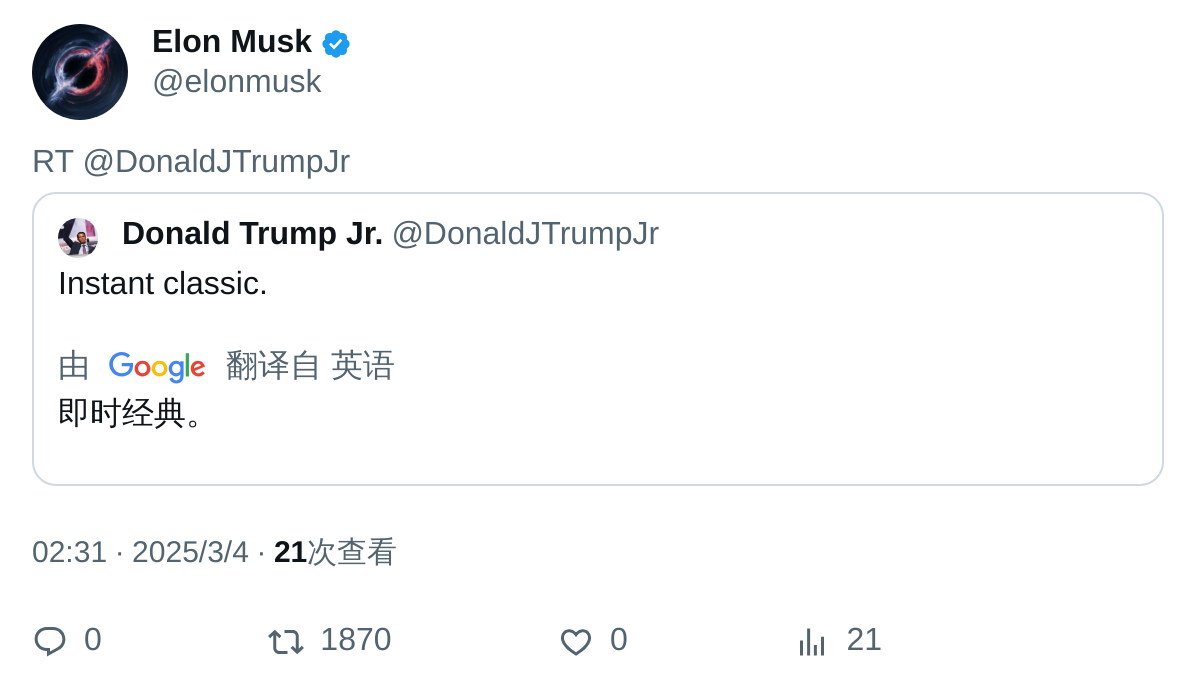 Elon Musk
@elonmusk
RT @DonaldJTrumpJr
Donald Trump Jr. @DonaldJTrumpJr
Instant classic.
由 Google 翻译自 英语
即时经典。
02:31 · 2025/3/4 · 21次查看
0 1870 0 21